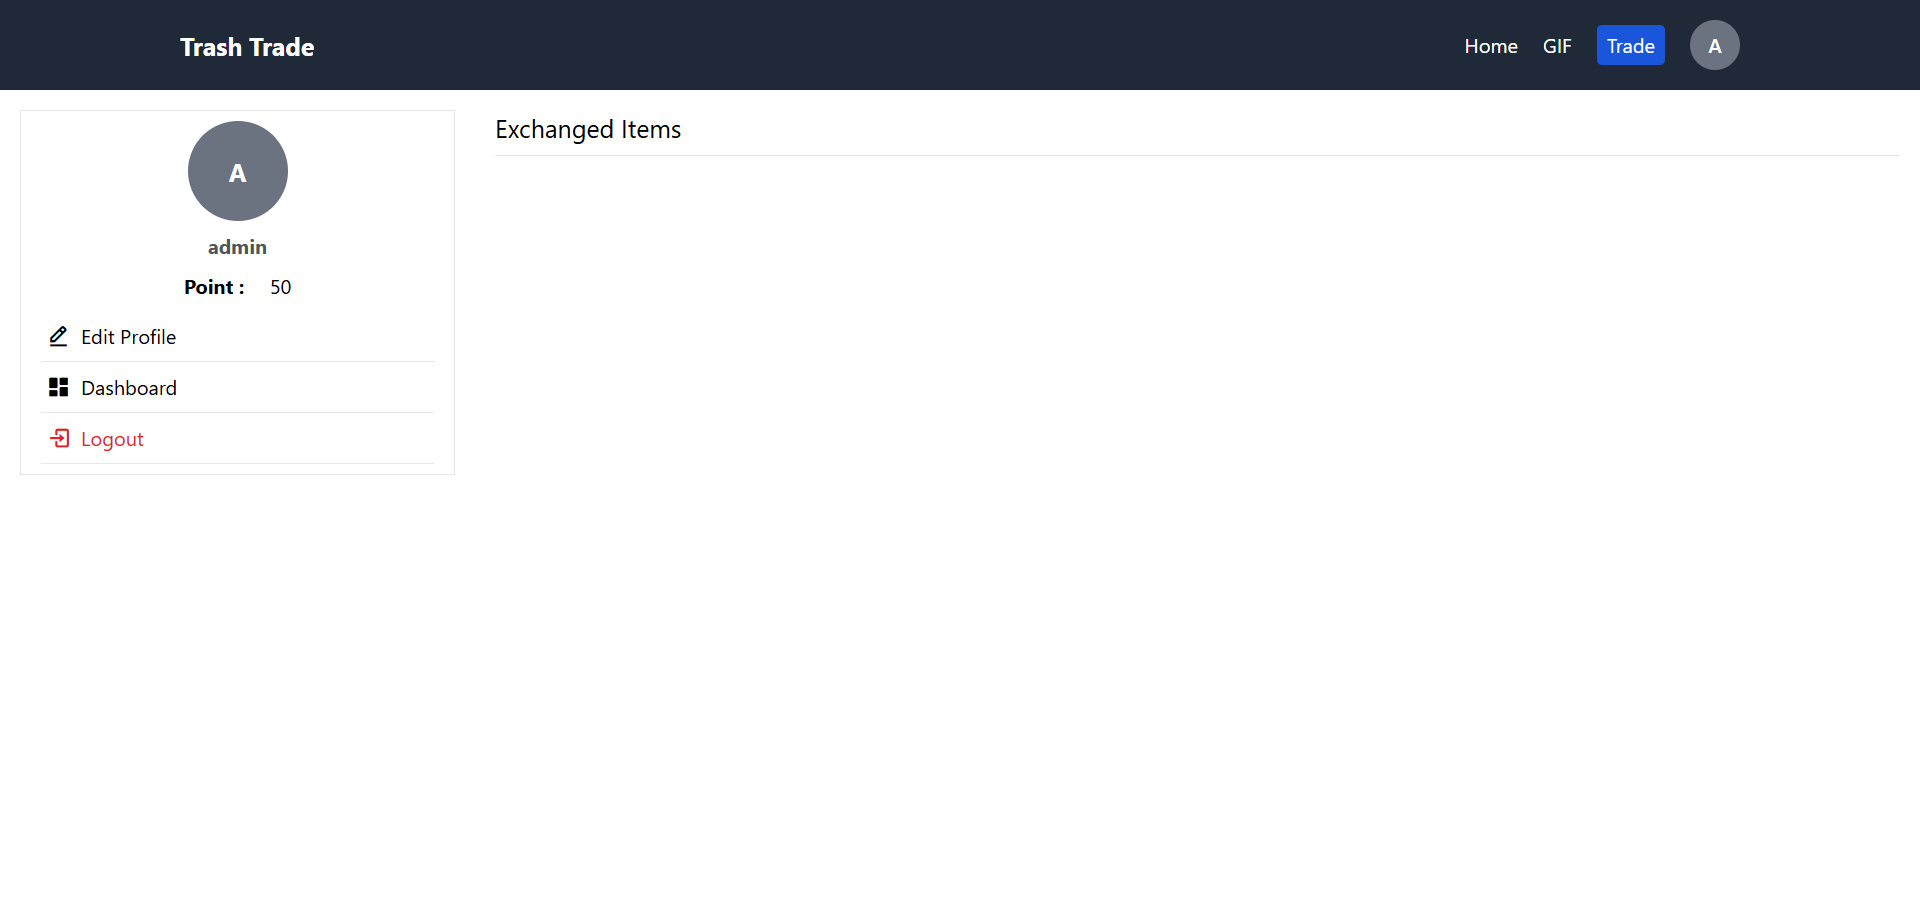 Trash Trade
Home GIF Trade A
A
admin
Point : 50
Edit Profile
Dashboard
Logout
Exchanged Items